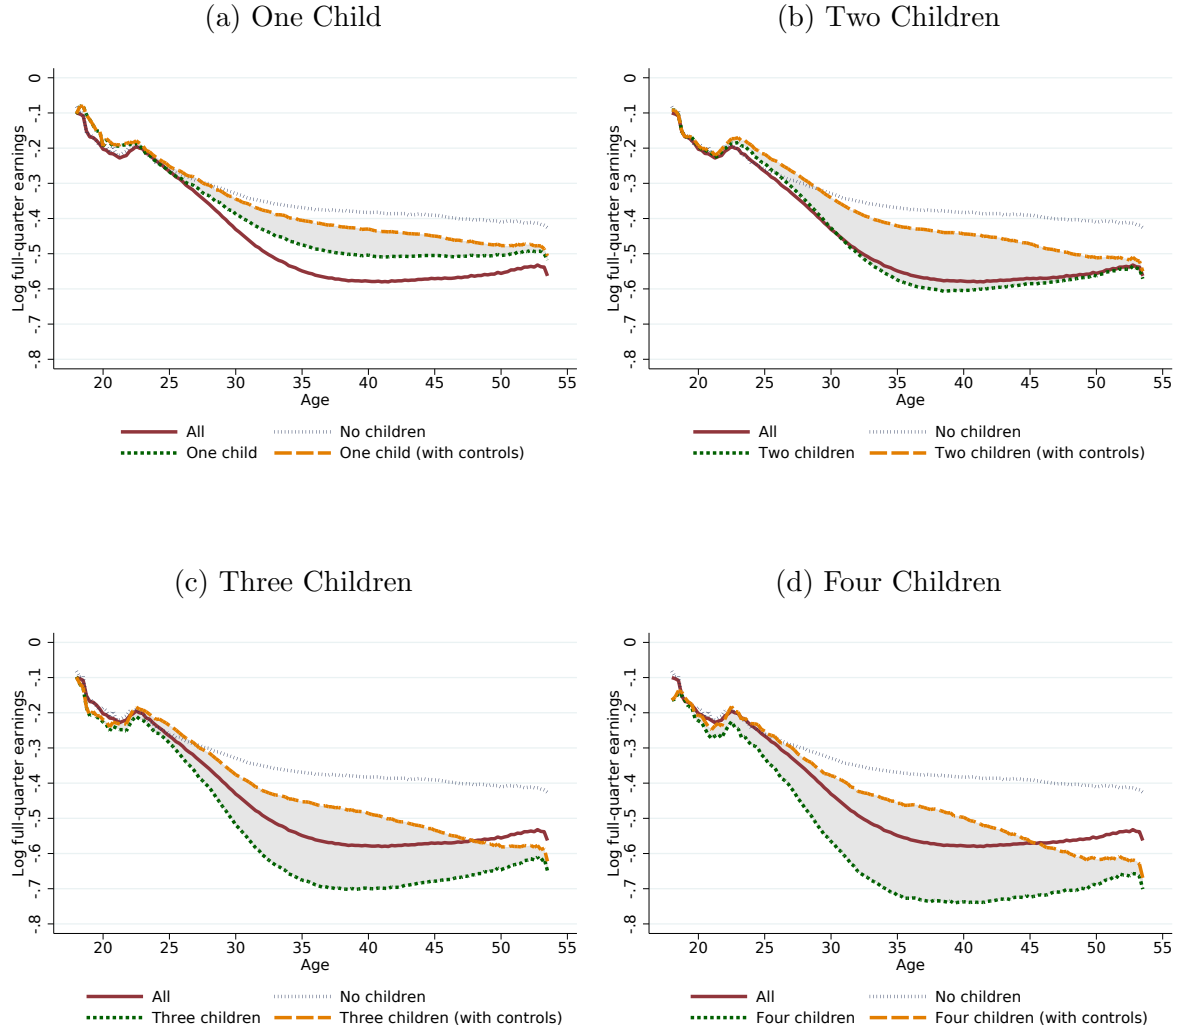 (a) One Child
Log full-quarter earnings
0
-.1
-.2
-.3
-.4
-.5
-.6
-.7
-.8
20 25 30 35 40 45 50 55
Age
All
No children
One child
One child (with controls)
(b) Two Children
Log full-quarter earnings
0
-.1
-.2
-.3
-.4
-.5
-.6
-.7
-.8
20 25 30 35 40 45 50 55
Age
All
No children
Two children
Two children (with controls)
(c) Three Children
Log full-quarter earnings
0
-.1
-.2
-.3
-.4
-.5
-.6
-.7
-.8
20 25 30 35 40 45 50 55
Age
All
No children
Three children
Three children (with controls)
(d) Four Children
Log full-quarter earnings
0
-.1
-.2
-.3
-.4
-.5
-.6
-.7
-.8
20 25 30 35 40 45 50 55
Age
All
No children
Four children
Four children (with controls)